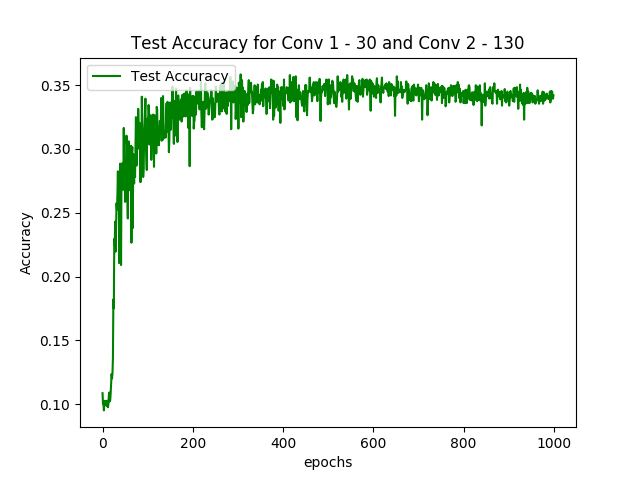 Test Accuracy for Conv 1 - 30 and Conv 2 - 130
Test Accuracy
0.35
0.30
0.25
0.20
0.15
0.10
Accuracy
0 200 400 600 800 1000
epochs